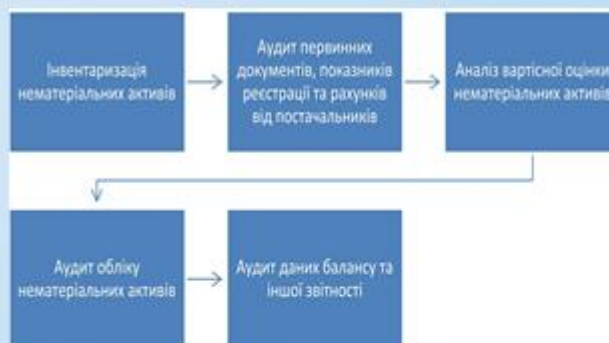 Інвентаризація
нематеріальних активів
Аудит первинних
документів, показників
реєстрації та рахунків
від постачальників
Аналіз вартісної оцінки
нематеріальних активів
Аудит обліку
нематеріальних активів
Аудит даних балансу та
іншої звітності